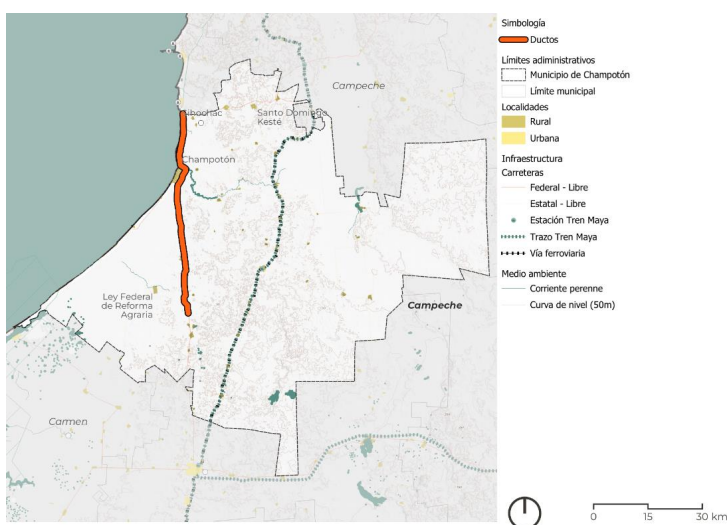 Simbología
Ductos
Límites adiministrativos
Municipio de Champotón
Límite municipal
Localidades
Rural
Urbana
Infraestructura
Carreteras
Federal - Libre
Estatal - Libre
Estación Tren Maya
Trazo Tren Maya
Vía ferroviaria
Medio ambiente
Corriente perenne
Curva de nivel (50m)
Campeche
Santo Domingo
Kesté
Champotón
Ley Federal
de Reforma
Agraria
Campeche
Carmen
0 15 30 km